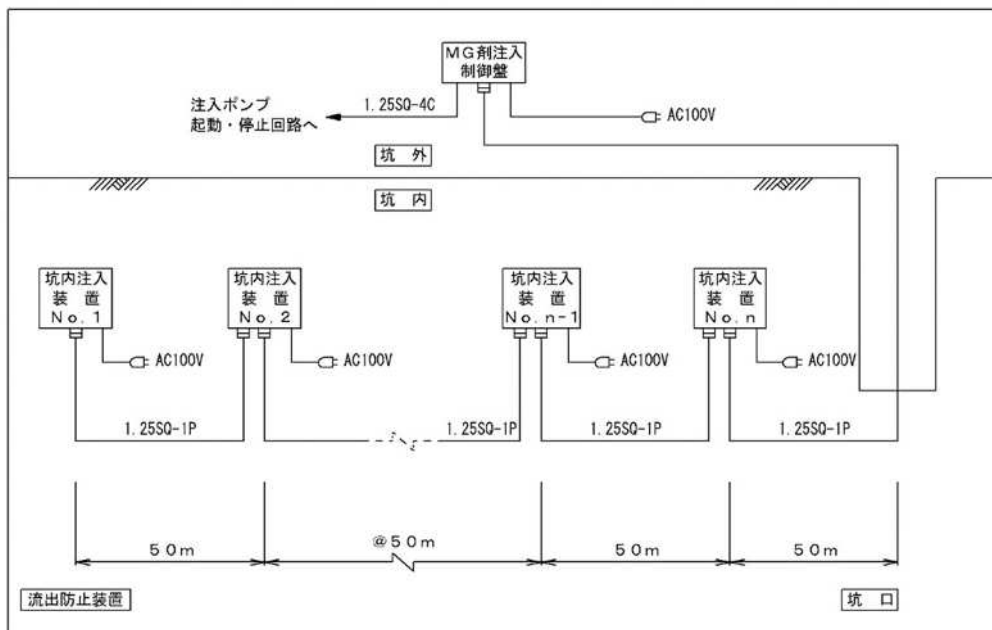 MG剤注入
制御盤
1.25SQ-4C
注入ポンプ
起動・停止回路へ
AC100V
坑 外
坑 内
坑内注入
装 置
No.1
坑内注入
装 置
No.2
坑内注入
装 置
No.n-1
坑内注入
装 置
No.n
AC100V
AC100V
AC100V
AC100V
1.25SQ-1P
1.25SQ-1P
1.25SQ-1P
1.25SQ-1P
50m
@50m
50m
50m
流出防止装置
坑 口